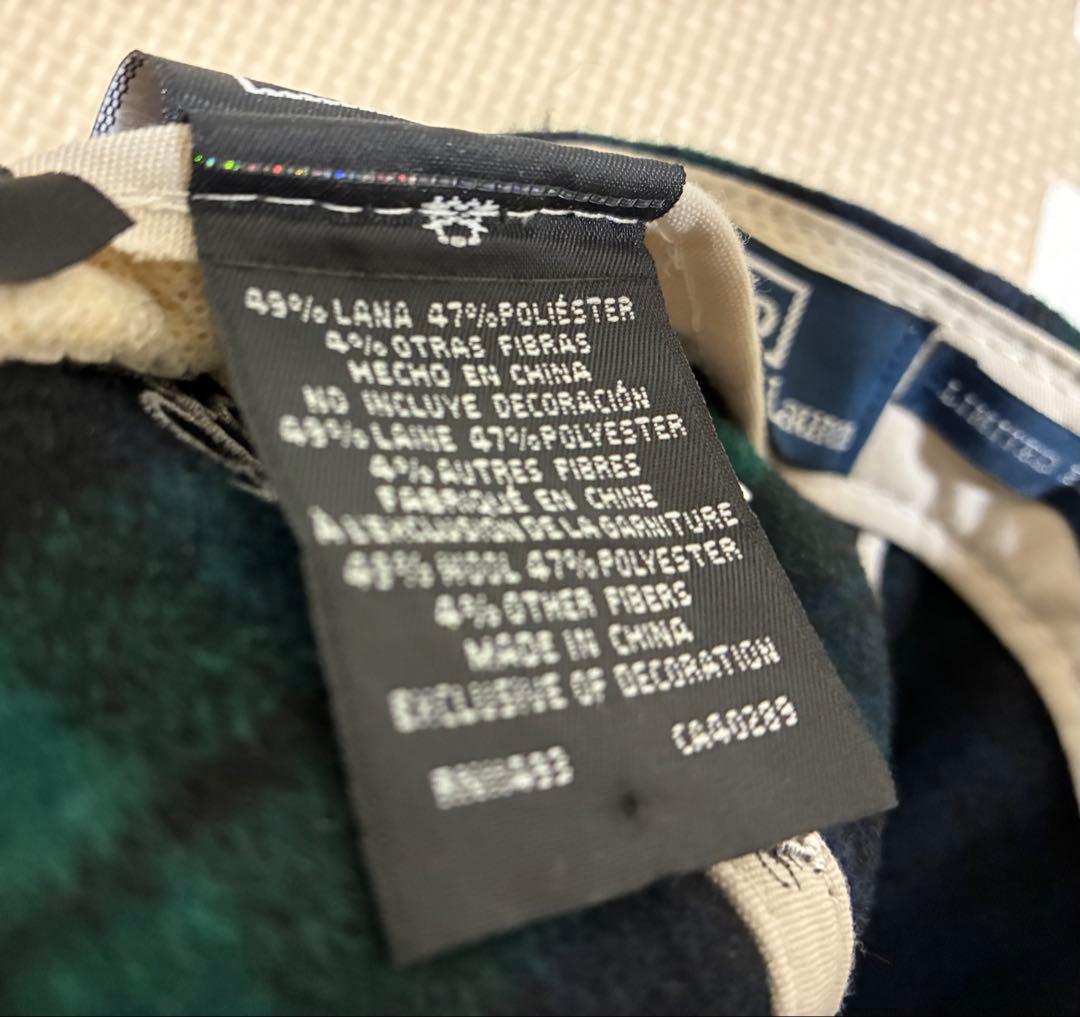 49% LANA 47% POLIÉSTER
4% OTRAS FIBRAS
HECHO EN CHINA
NO INCLUYE DECORACIÓN
49% LAINE 47% POLYESTER
4% AUTRES FIBRES
FABRIQUÉ EN CHINE
À L'EXCLUSION DE LA GARNITURE
49% WOOL 47% POLYESTER
4% OTHER FIBERS
MADE IN CHINA
EXCLUSIVE OF DECORATION
CA40289
LIMITED